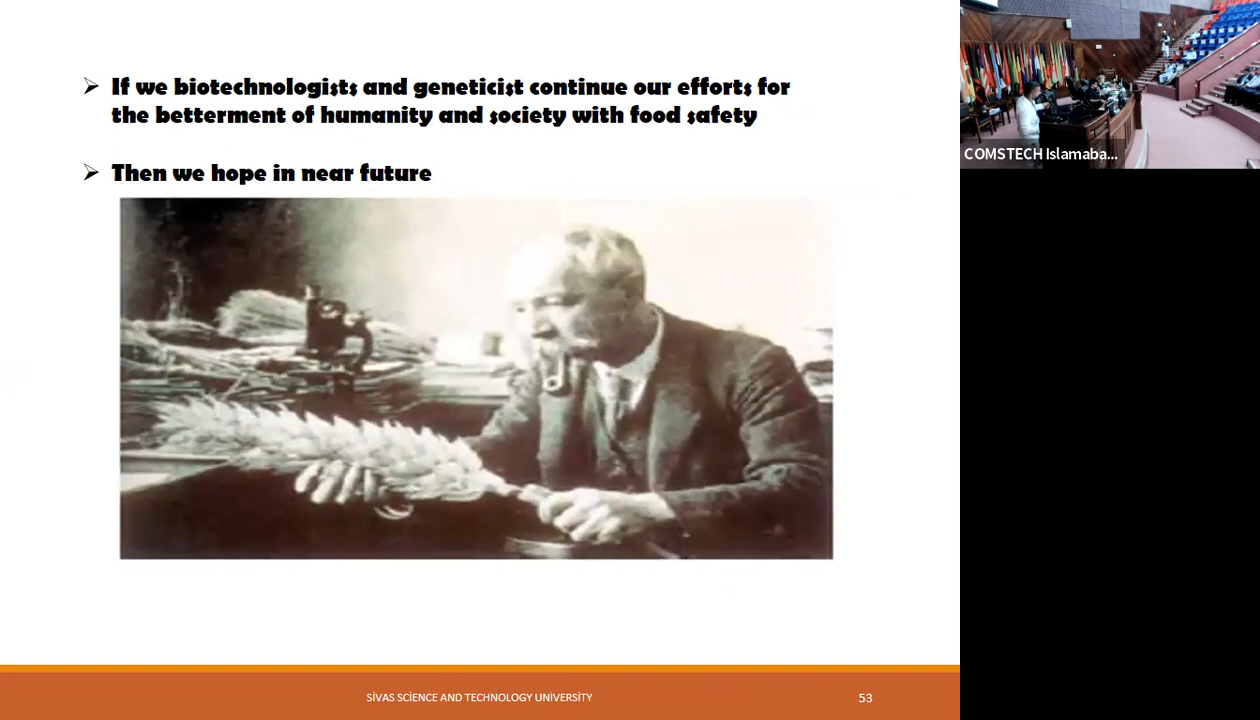 If we biotechnologists and geneticist continue our efforts for
the betterment of humanity and society with food safety
Then we hope in near future
SİVAS SCİENCE AND TECHNOLOGY UNİVERSİTY
53
COMSTECH Islamaba...